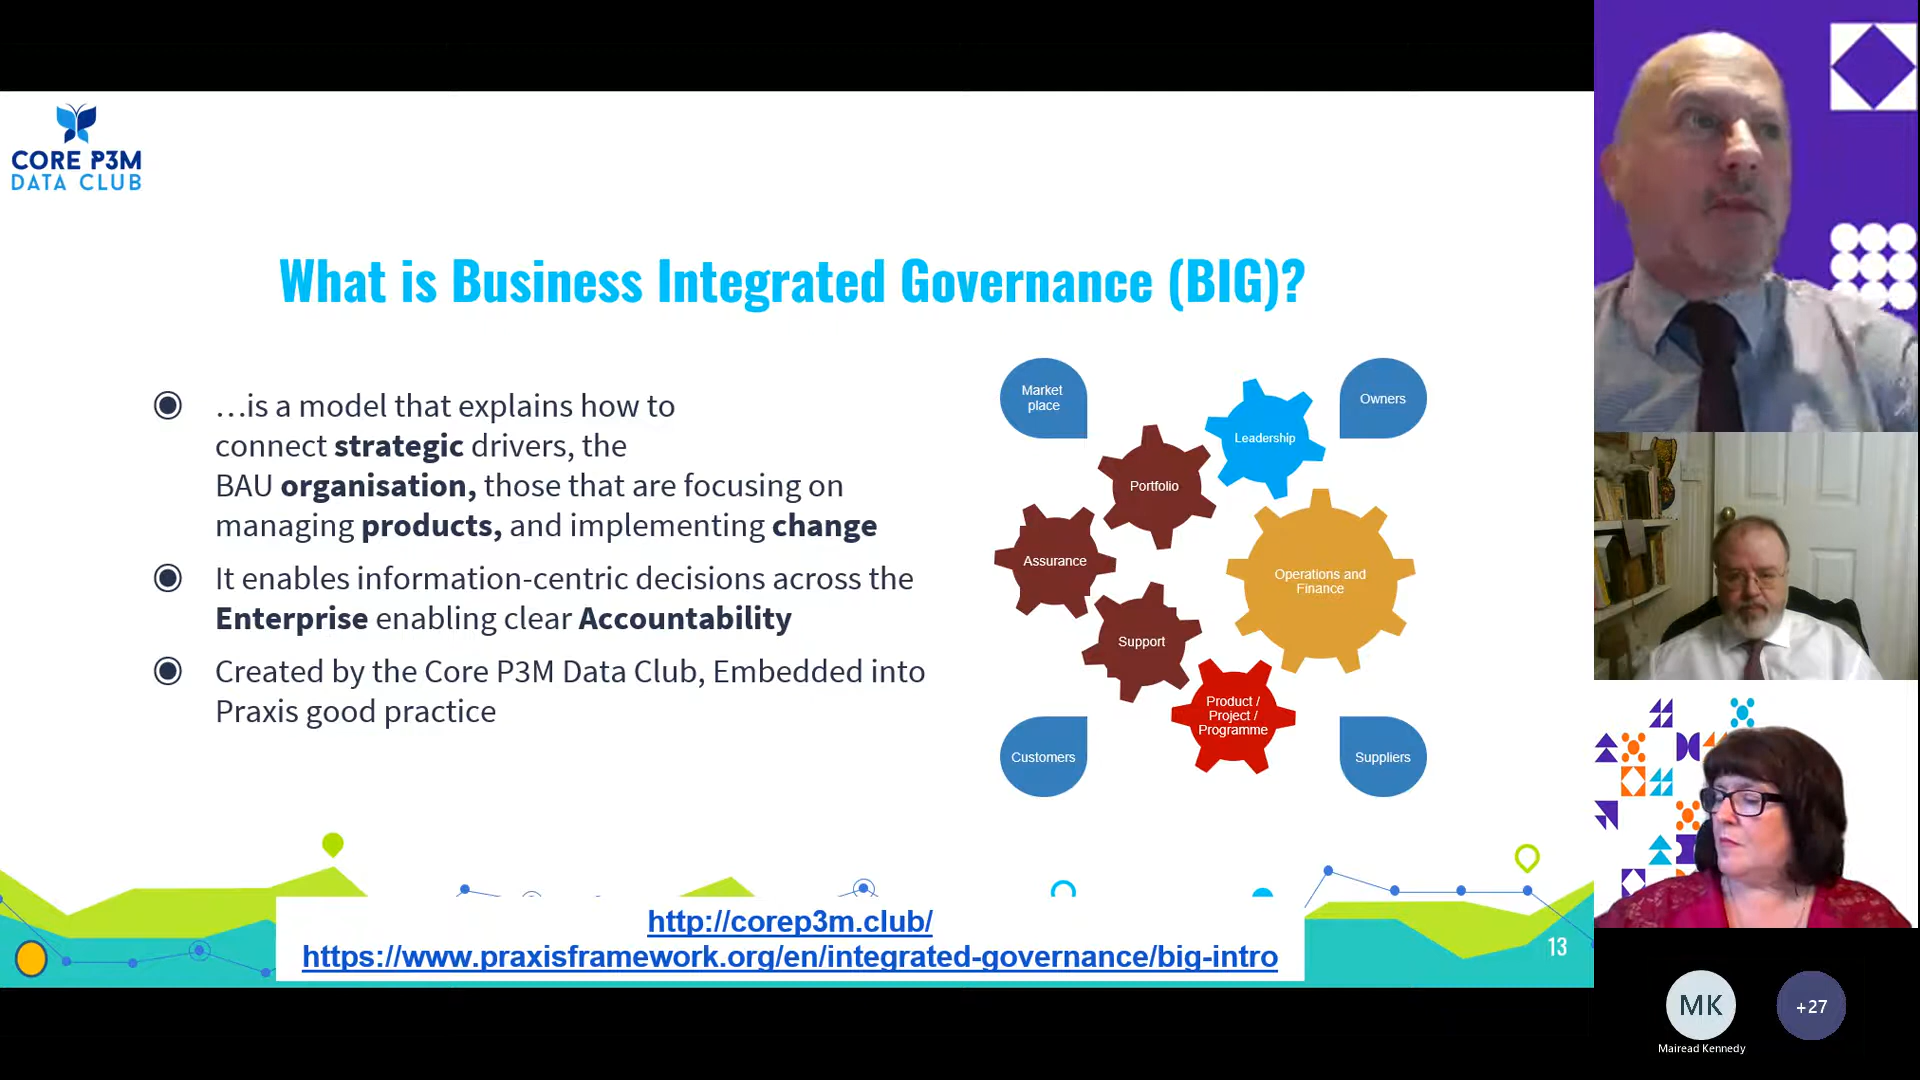 CORE P3M
DATA CLUB
What is Business Integrated Governance (BIG)?
…is a model that explains how to
connect strategic drivers, the
BAU organisation, those that are focusing on
managing products, and implementing change
It enables information-centric decisions across the
Enterprise enabling clear Accountability
Created by the Core P3M Data Club, Embedded into
Praxis good practice
Market
place
Owners
Leadership
Portfolio
Assurance
Operations and
Finance
Support
Product /
Project /
Programme
Customers
Suppliers
http://corep3m.club/
https://www.praxisframework.org/en/integrated-governance/big-intro
13
MK
+27
Mairead Kennedy